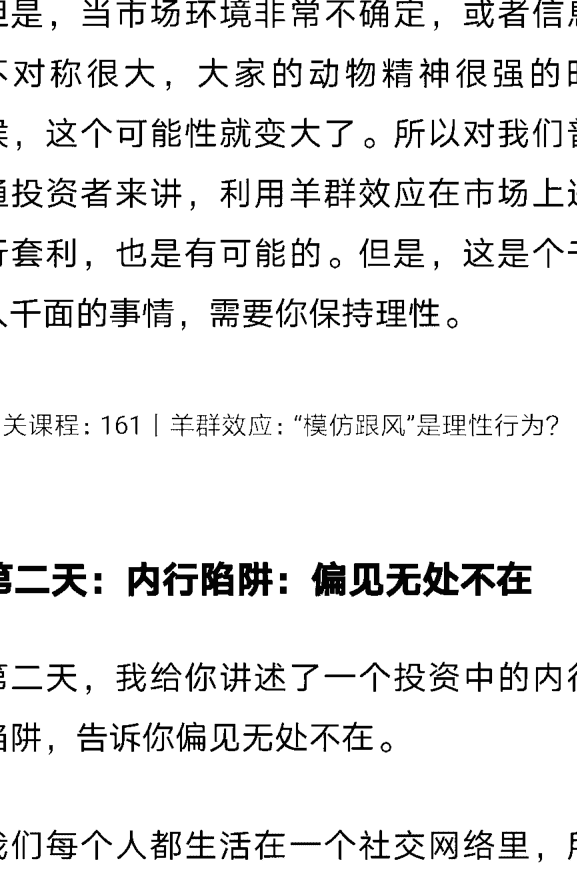 但是，当市场环境非常不确定，或者信息
不对称很大，大家的动物精神很强的时
候，这个可能性就变大了。所以对我们普
通投资者来讲，利用羊群效应在市场上进
行套利，也是有可能的。但是，这是个千
人千面的事情，需要你保持理性。
关课程：161｜羊群效应：“模仿跟风”是理性行为？
第二天：内行陷阱：偏见无处不在
第二天，我给你讲述了一个投资中的内行
陷阱，告诉你偏见无处不在。
我们每个人都生活在一个社交网络里，